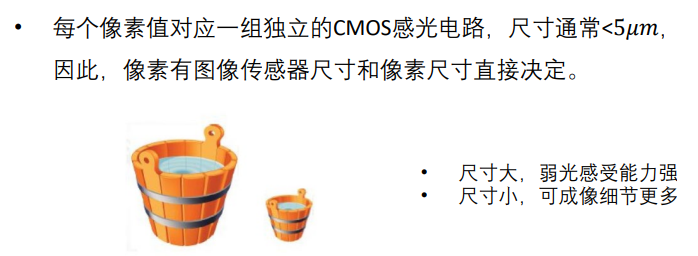 • 每个像素值对应一组独立的CMOS感光电路，尺寸通常<5μm，
因此，像素有图像传感器尺寸和像素尺寸直接决定。
• 尺寸大，弱光感受能力强
• 尺寸小，可成像细节更多